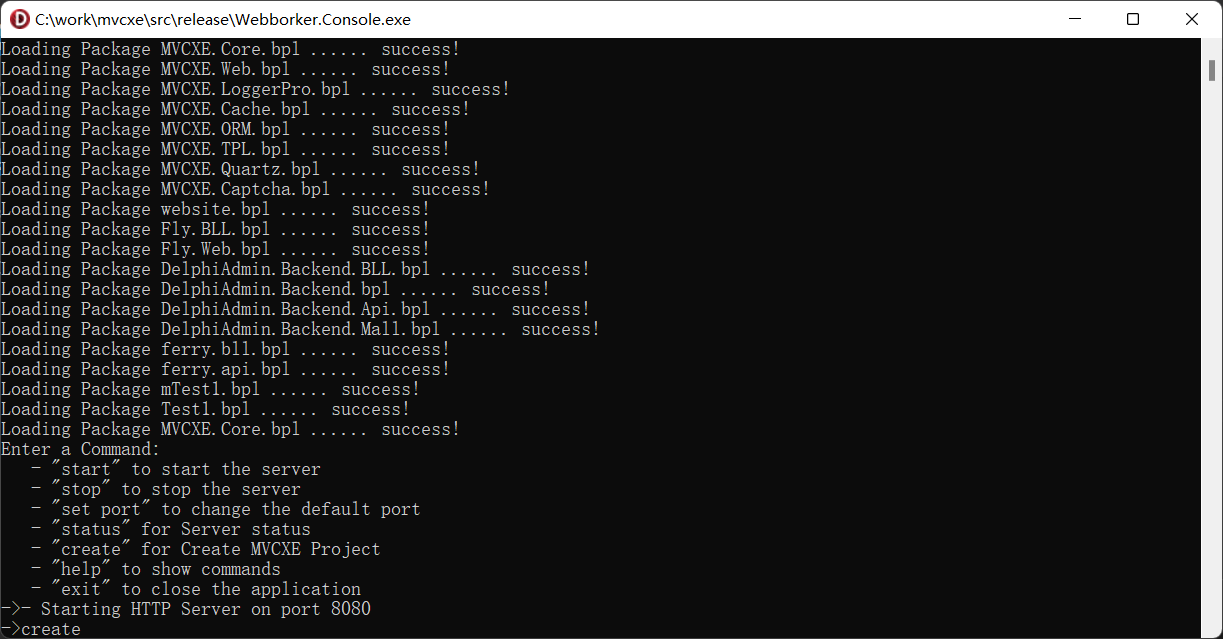 C:\work\mvcxe\src\release\Webborker.Console.exe
Loading Package MVCXE.Core.bpl ...... success!
Loading Package MVCXE.Web.bpl ...... success!
Loading Package MVCXE.LoggerPro.bpl ...... success!
Loading Package MVCXE.Cache.bpl ...... success!
Loading Package MVCXE.ORM.bpl ...... success!
Loading Package MVCXE.TPL.bpl ...... success!
Loading Package MVCXE.Quartz.bpl ...... success!
Loading Package MVCXE.Captcha.bpl ...... success!
Loading Package website.bpl ...... success!
Loading Package Fly.BLL.bpl ...... success!
Loading Package Fly.Web.bpl ...... success!
Loading Package DelphiAdmin.Backend.BLL.bpl ...... success!
Loading Package DelphiAdmin.Backend.bpl ...... success!
Loading Package DelphiAdmin.Backend.Api.bpl ...... success!
Loading Package DelphiAdmin.Backend.Mall.bpl ...... success!
Loading Package ferry.bll.bpl ...... success!
Loading Package ferry.api.bpl ...... success!
Loading Package mTest1.bpl ...... success!
Loading Package Test1.bpl ...... success!
Loading Package MVCXE.Core.bpl ...... success!
Enter a Command:
   - "start" to start the server
   - "stop" to stop the server
   - "set port" to change the default port
   - "status" for Server status
   - "create" for Create MVCXE Project
   - "help" to show commands
   - "exit" to close the application
->- Starting HTTP Server on port 8080
->create